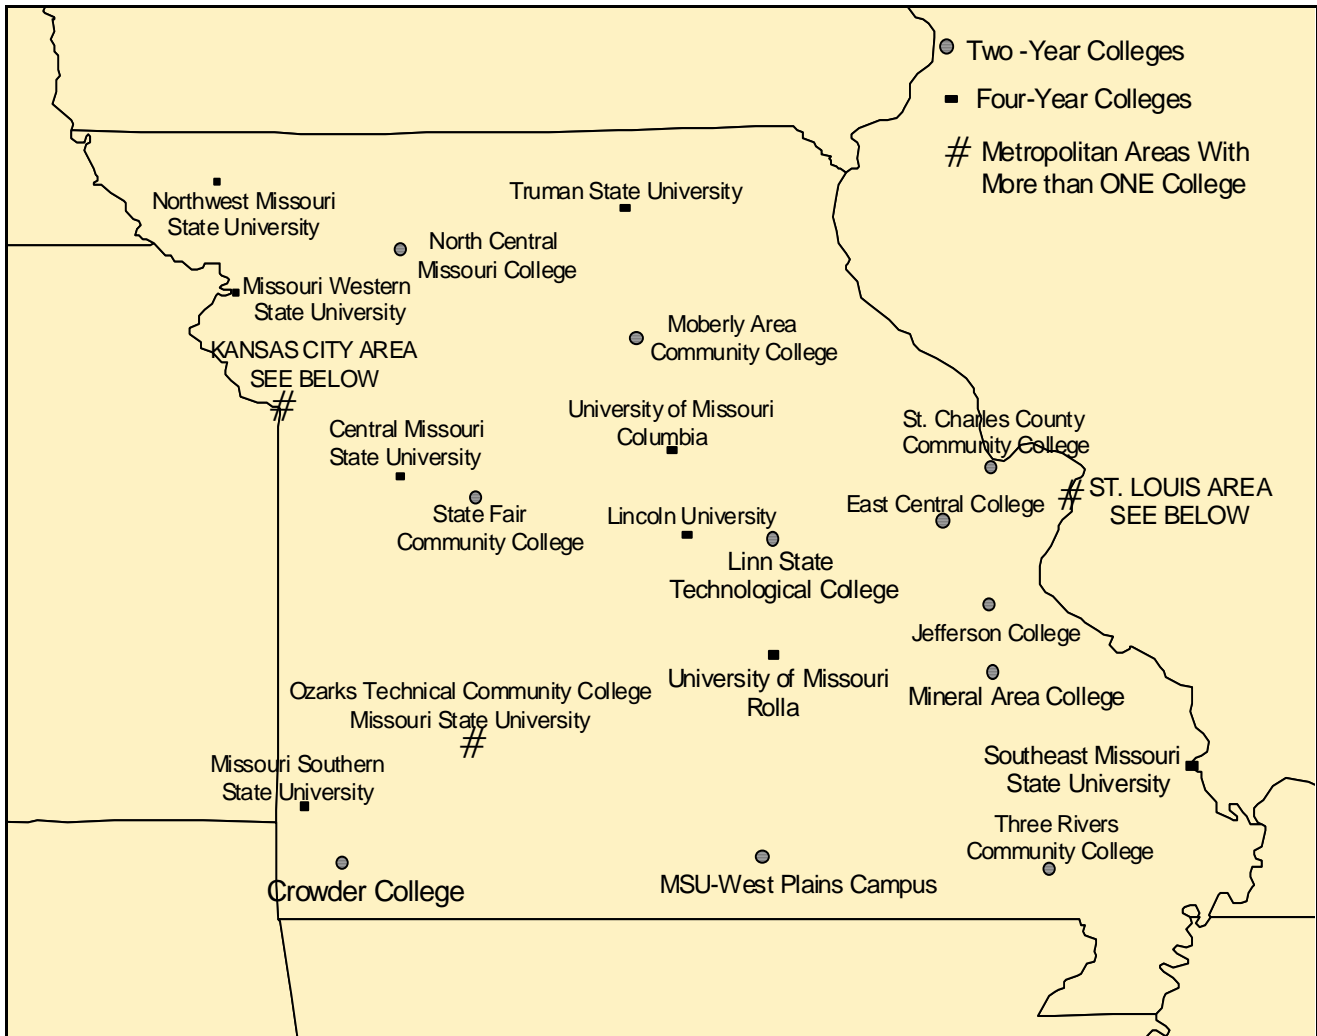 Two -Year Colleges
Four-Year Colleges
# Metropolitan Areas With
More than ONE College
Northwest Missouri
State University
Truman State University
North Central
Missouri College
Missouri Western
State University
Moberly Area
Community College
KANSAS CITY AREA
SEE BELOW
#
University of Missouri
Columbia
St. Charles County
Community College
Central Missouri
State University
State Fair
Community College
Lincoln University
East Central College
# ST. LOUIS AREA
SEE BELOW
Linn State
Technological College
Jefferson College
University of Missouri
Rolla
Mineral Area College
Ozarks Technical Community College
Missouri State University
#
Missouri Southern
State University
Southeast Missouri
State University
Three Rivers
Community College
Crowder College
MSU-West Plains Campus